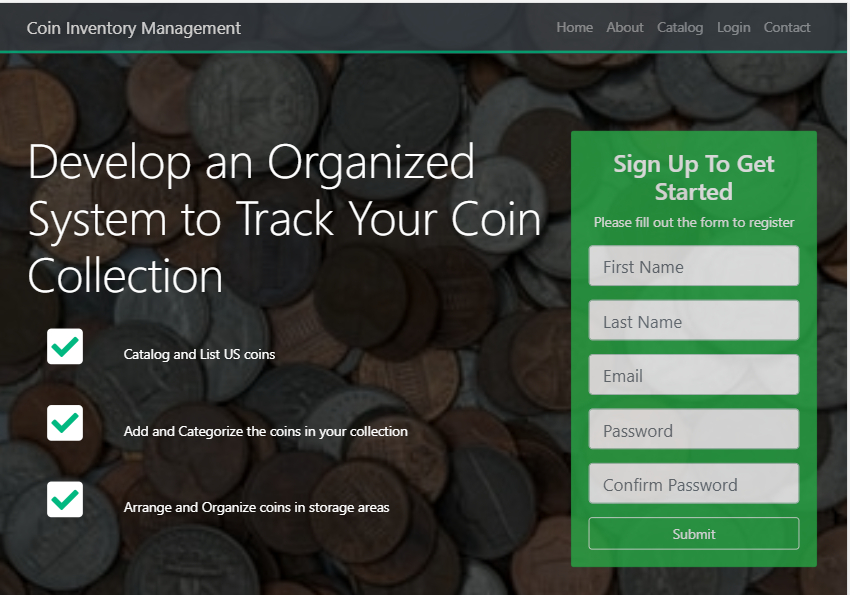 Coin Inventory Management
Home About Catalog Login Contact
Develop an Organized
System to Track Your Coin
Collection
Catalog and List US coins
Add and Categorize the coins in your collection
Arrange and Organize coins in storage areas
Sign Up To Get
Started
Please fill out the form to register
First Name
Last Name
Email
Password
Confirm Password
Submit